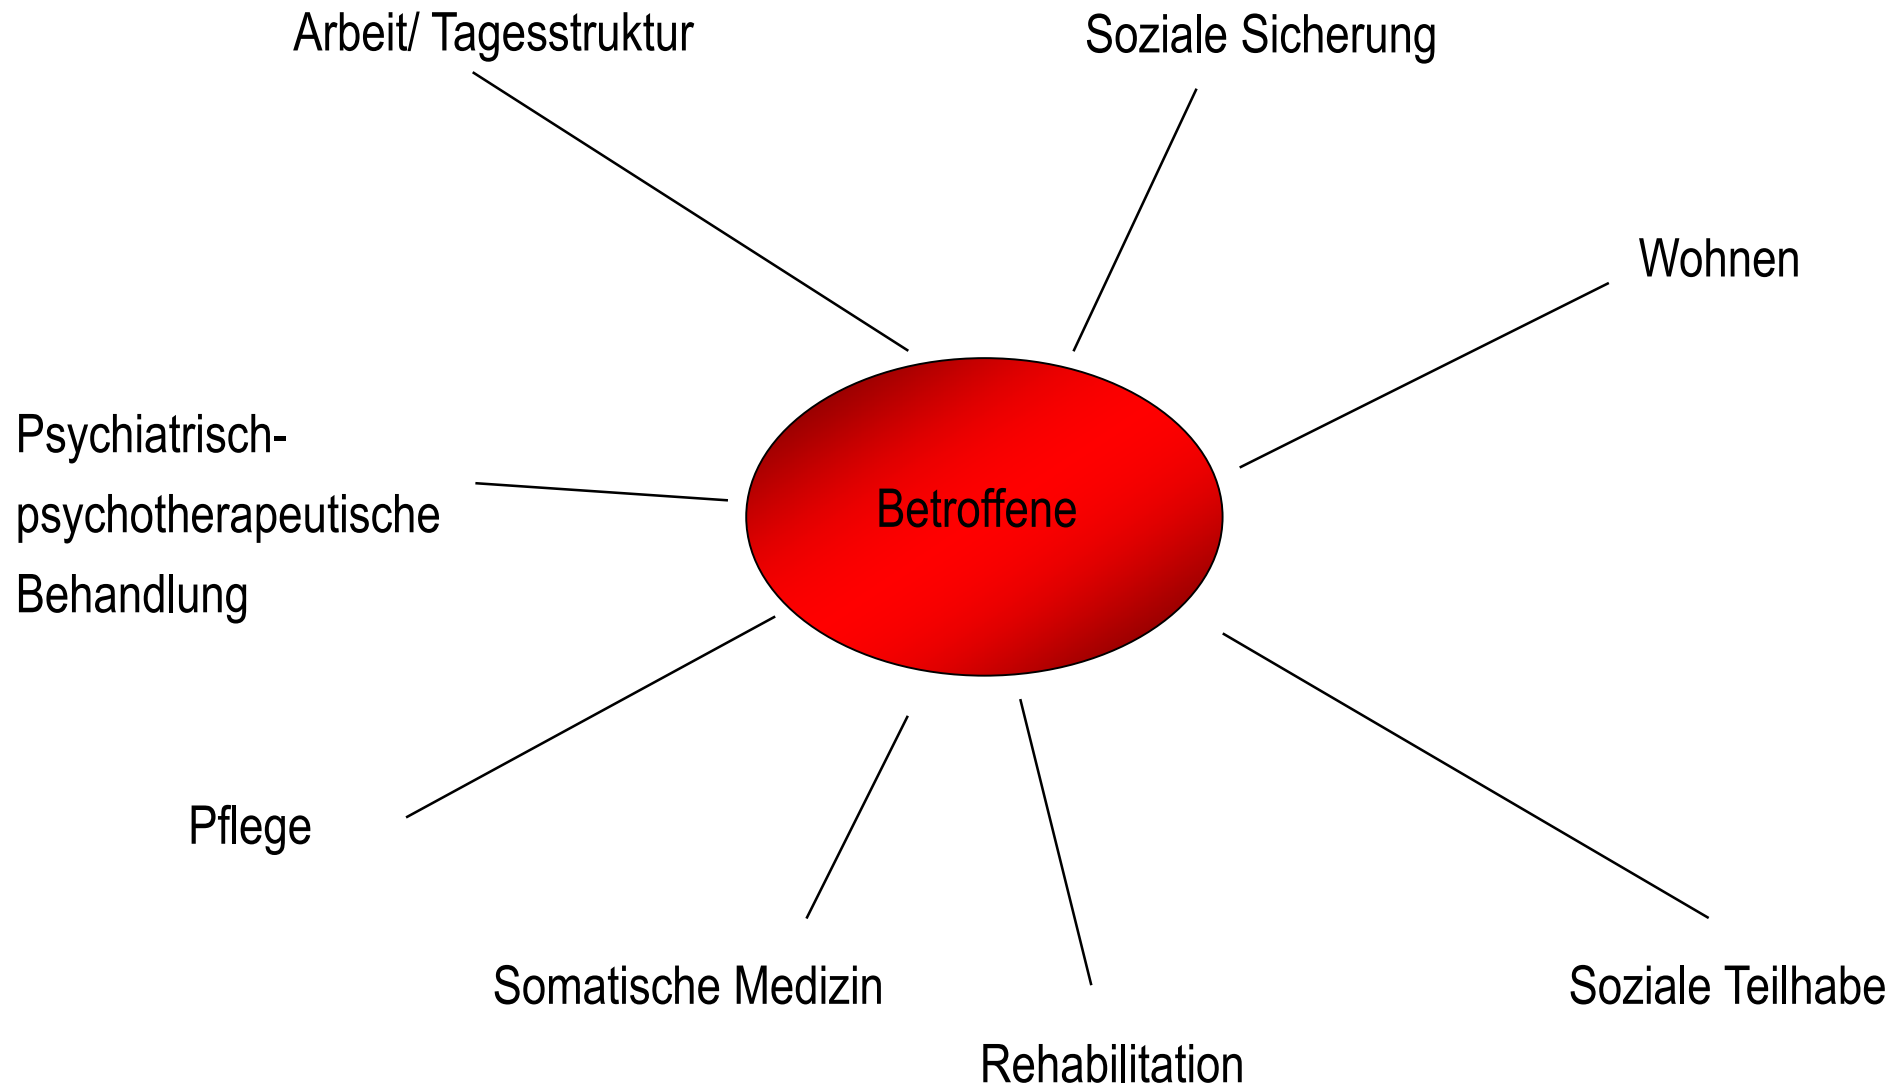 Arbeit/ Tagesstruktur
Soziale Sicherung
Wohnen
Psychiatrisch-
psychotherapeutische
Behandlung
Betroffene
Pflege
Somatische Medizin
Soziale Teilhabe
Rehabilitation